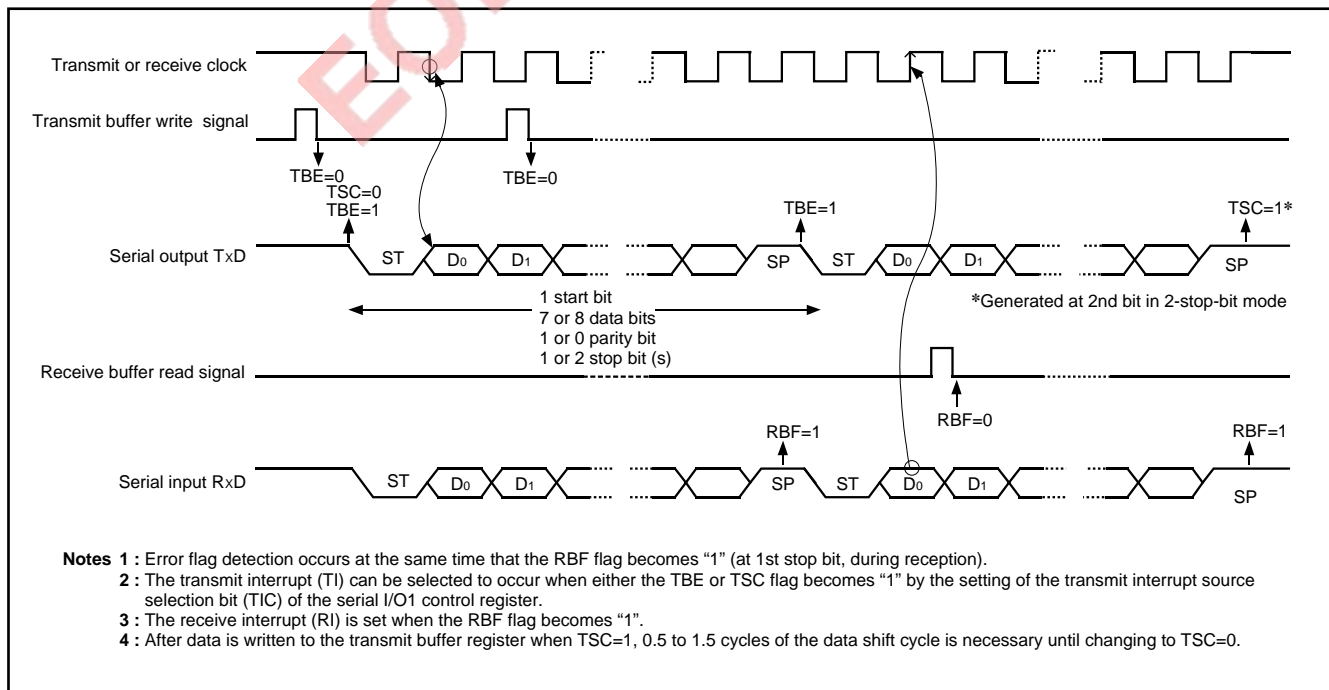 EOL
Transmit or receive clock
Transmit buffer write signal
TBE=0
TSC=0
TBE=1
TBE=0
TBE=1
TSC=1*
Serial output TxD
ST
D0
D1
SP
ST
D0
D1
SP
1 start bit
7 or 8 data bits
1 or 0 parity bit
1 or 2 stop bit (s)
*Generated at 2nd bit in 2-stop-bit mode
Receive buffer read signal
RBF=0
RBF=1
RBF=1
Serial input RxD
ST
D0
D1
SP
ST
D0
D1
SP
Notes 1 : Error flag detection occurs at the same time that the RBF flag becomes “1” (at 1st stop bit, during reception).
2 : The transmit interrupt (TI) can be selected to occur when either the TBE or TSC flag becomes “1” by the setting of the transmit interrupt source
selection bit (TIC) of the serial I/O1 control register.
3 : The receive interrupt (RI) is set when the RBF flag becomes “1”.
4 : After data is written to the transmit buffer register when TSC=1, 0.5 to 1.5 cycles of the data shift cycle is necessary until changing to TSC=0.